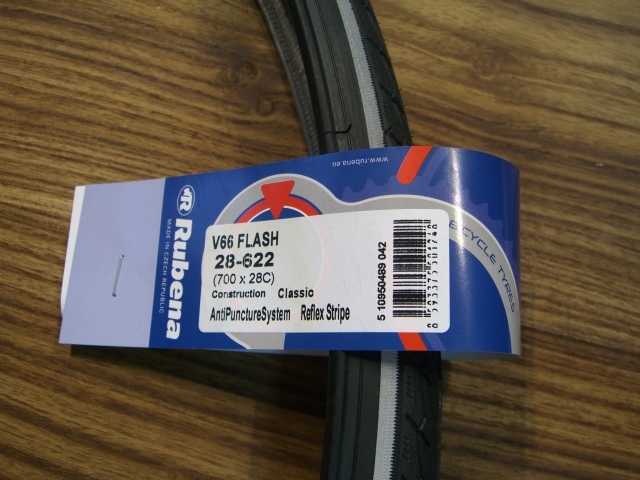 www.rubena.eu
R Rubena
MADE IN CZECH REPUBLIC
V66 FLASH
28-622
(700 x 28C)
Construction Classic
AntiPunctureSystem Reflex Stripe
5 10950489 042
BICYCLE TYRES